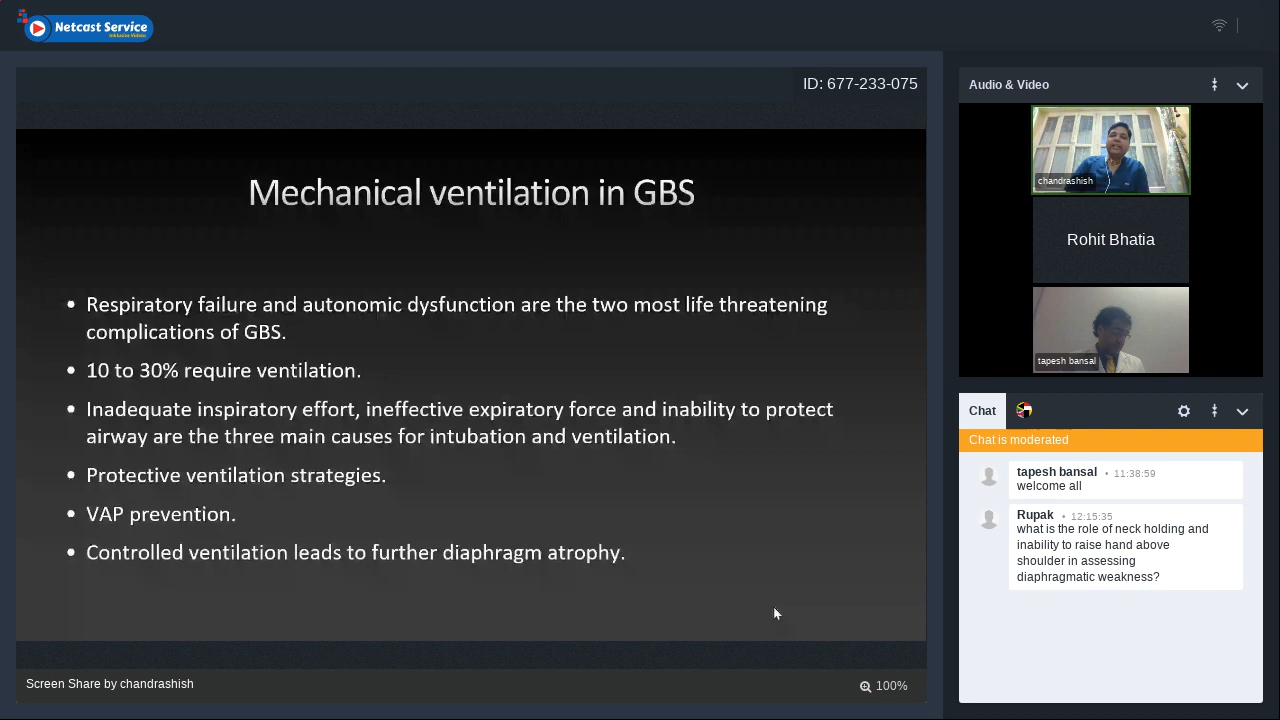 Netcast Service
ID: 677-233-075
Mechanical ventilation in GBS
• Respiratory failure and autonomic dysfunction are the two most life threatening
complications of GBS.
• 10 to 30% require ventilation.
• Inadequate inspiratory effort, ineffective expiratory force and inability to protect
airway are the three main causes for intubation and ventilation.
• Protective ventilation strategies.
• VAP prevention.
• Controlled ventilation leads to further diaphragm atrophy.
Screen Share by chandrashish
100%
Audio & Video
chandrashish
Rohit Bhatia
tapesh bansal
Chat
Chat is moderated
tapesh bansal • 11:38:59
welcome all
Rupak • 12:15:35
what is the role of neck holding and
inability to raise hand above
shoulder in assessing
diaphragmatic weakness?